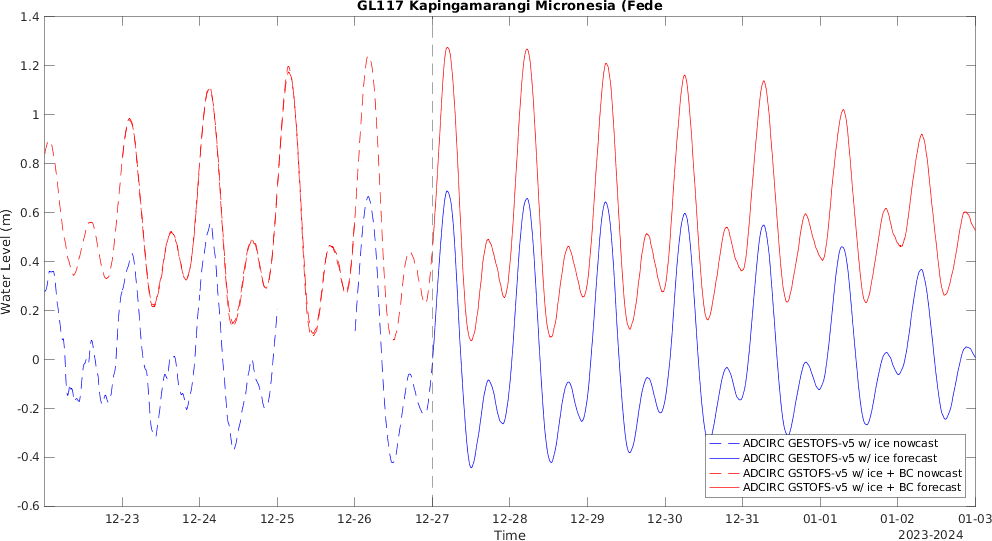 GL117 Kapingamarangi Micronesia (Fede
1.4
1.2
1
0.8
0.6
0.4
0.2
0
-0.2
-0.4
-0.6
Water Level (m)
ADCIRC GESTOFS-v5 w/ ice nowcast
ADCIRC GESTOFS-v5 w/ ice forecast
ADCIRC GSTOFS-v5 w/ ice + BC nowcast
ADCIRC GSTOFS-v5 w/ ice + BC forecast
12-23 12-24 12-25 12-26 12-27 12-28 12-29 12-30 12-31 01-01 01-02 01-03
Time
2023-2024